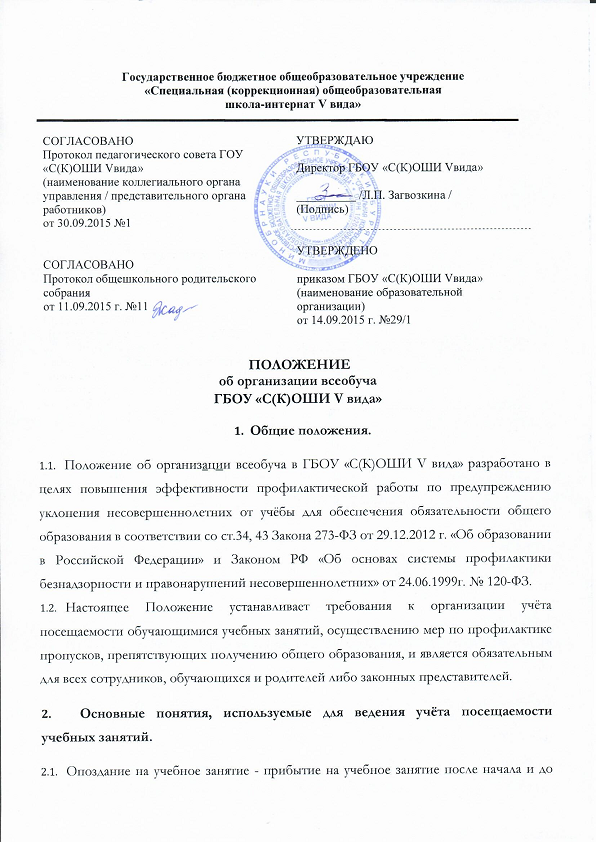 Государственное бюджетное общеобразовательное учреждение
«Специальная (коррекционная) общеобразовательная
школа-интернат V вида»
СОГЛАСОВАНО
Протокол педагогического совета ГОУ
«С(К)ОШИ Vвида»
(наименование коллегиального органа
управления / представительного органа
работников)
от 30.09.2015 №1
СОГЛАСОВАНО
Протокол общешкольного родительского
собрания
от 11.09.2015 г. №11
УТВЕРЖДАЮ
Директор ГБОУ «С(К)ОШИ Vвида»
/Л.П. Загвозкина /
(Подпись)
УТВЕРЖДЕНО
приказом ГБОУ «С(К)ОШИ Vвида»
(наименование образовательной
организации)
от 14.09.2015 г. №29/1
ПОЛОЖЕНИЕ
об организации всеобуча
ГБОУ «С(К)ОШИ V вида»
1. Общие положения.
1.1. Положение об организации всеобуча в ГБОУ «С(К)ОШИ V вида» разработано в
целях повышения эффективности профилактической работы по предупреждению
уклонения несовершеннолетних от учёбы для обеспечения обязательности общего
образования в соответствии со ст.34, 43 Закона 273-ФЗ от 29.12.2012 г. «Об образовании
в Российской Федерации» и Законом РФ «Об основах системы профилактики
безнадзорности и правонарушений несовершеннолетних» от 24.06.1999г. № 120-ФЗ.
1.2. Настоящее Положение устанавливает требования к организации учёта
посещаемости обучающимися учебных занятий, осуществлению мер по профилактике
пропусков, препятствующих получению общего образования, и является обязательным
для всех сотрудников, обучающихся и родителей либо законных представителей.
2. Основные понятия, используемые для ведения учёта посещаемости
учебных занятий.
2.1. Опоздание на учебное занятие - прибытие на учебное занятие после начала и до